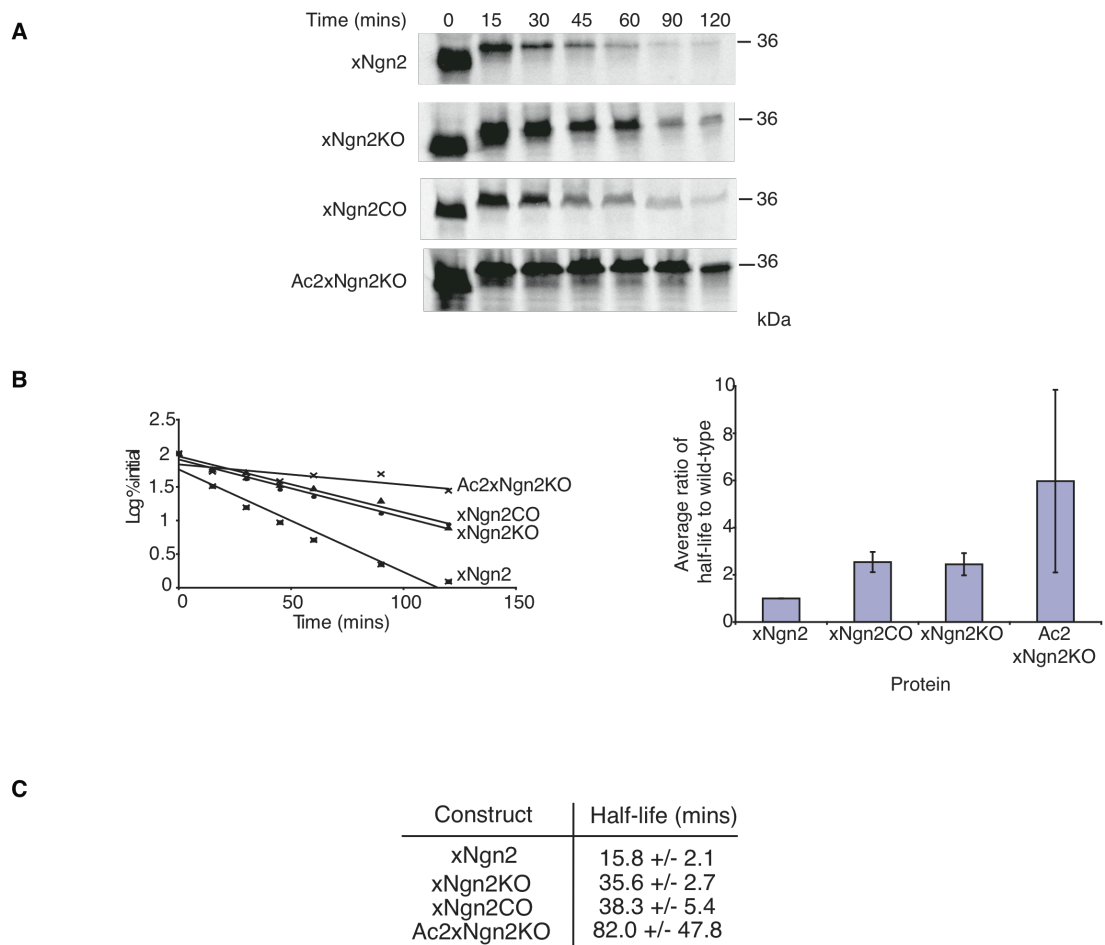 A
Time (mins) 0 15 30 45 60 90 120
xNgn2 36
xNgn2KO 36
xNgn2CO 36
Ac2xNgn2KO 36
kDa
B
Log%initial
2.5
2
1.5
1
0.5
0
0 50 100 150
Time (mins)
Ac2xNgn2KO
xNgn2CO
xNgn2KO
xNgn2
Average ratio of
half-life to wild-type
10
8
6
4
2
0
xNgn2 xNgn2CO xNgn2KO Ac2
xNgn2KO
Protein
C
Construct Half-life (mins)
xNgn2 15.8 +/- 2.1
xNgn2KO 35.6 +/- 2.7
xNgn2CO 38.3 +/- 5.4
Ac2xNgn2KO 82.0 +/- 47.8